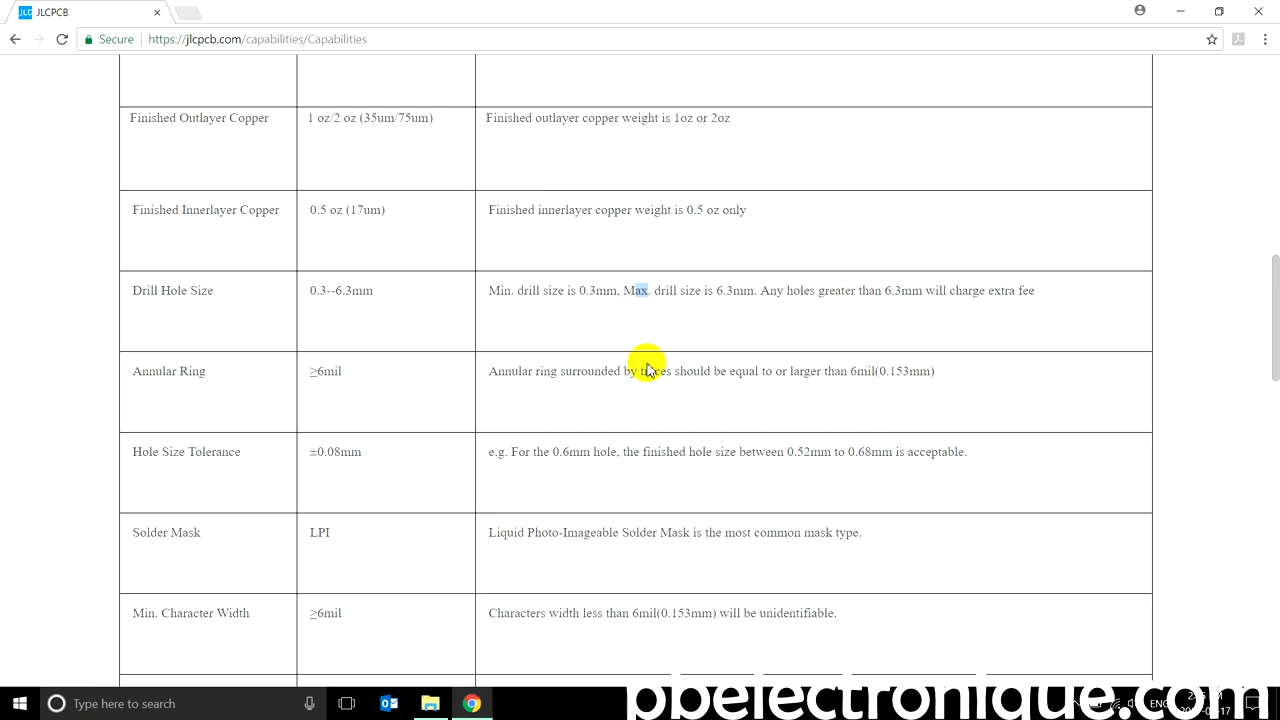 JLCPCB
Secure https://jlcpcb.com/capabilities/Capabilities
Finished Outlayer Copper 1 oz/2 oz (35um/75um) Finished outlayer copper weight is 1oz or 2oz
Finished Innerlayer Copper 0.5 oz (17um) Finished innerlayer copper weight is 0.5 oz only
Drill Hole Size 0.3--6.3mm Min. drill size is 0.3mm, Max. drill size is 6.3mm. Any holes greater than 6.3mm will charge extra fee
Annular Ring ≥6mil Annular ring surrounded by traces should be equal to or larger than 6mil(0.153mm)
Hole Size Tolerance ±0.08mm e.g. For the 0.6mm hole, the finished hole size between 0.52mm to 0.68mm is acceptable.
Solder Mask LPI Liquid Photo-Imageable Solder Mask is the most common mask type.
Min. Character Width ≥6mil Characters width less than 6mil(0.153mm) will be unidentifiable.
Type here to search
pbelectronique.com